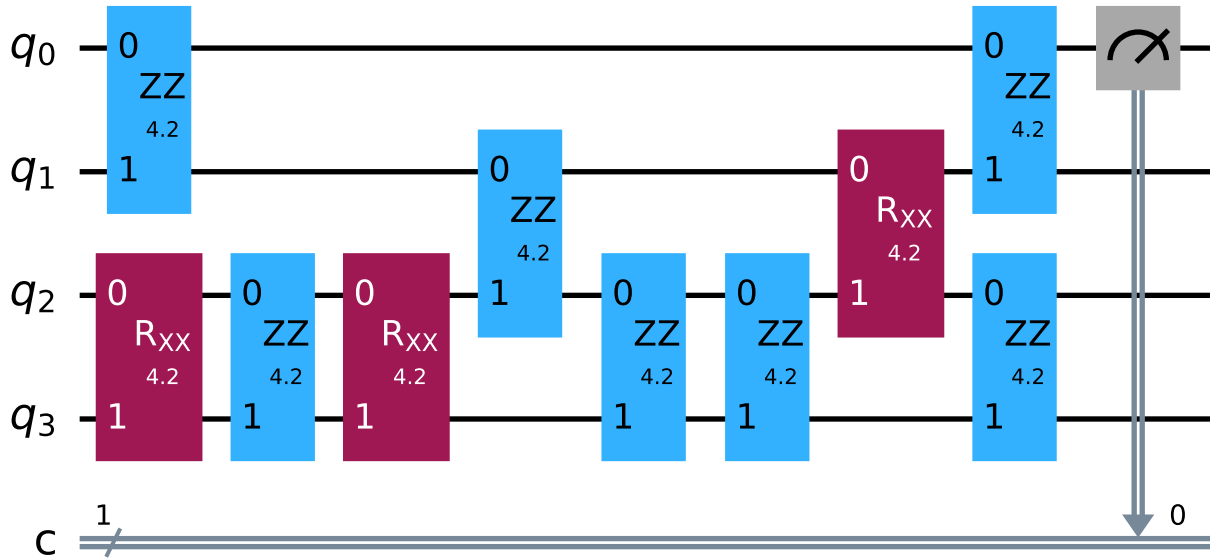 q0 0 ZZ 4.2 1 0 ZZ 4.2 1
q1 0 ZZ 4.2 1 0 RXX 4.2 1
q2 0 RXX 4.2 1 0 ZZ 4.2 1 0 RXX 4.2 1 0 ZZ 4.2 1 0 ZZ 4.2 1 0 ZZ 4.2 1
q3
c 1 0